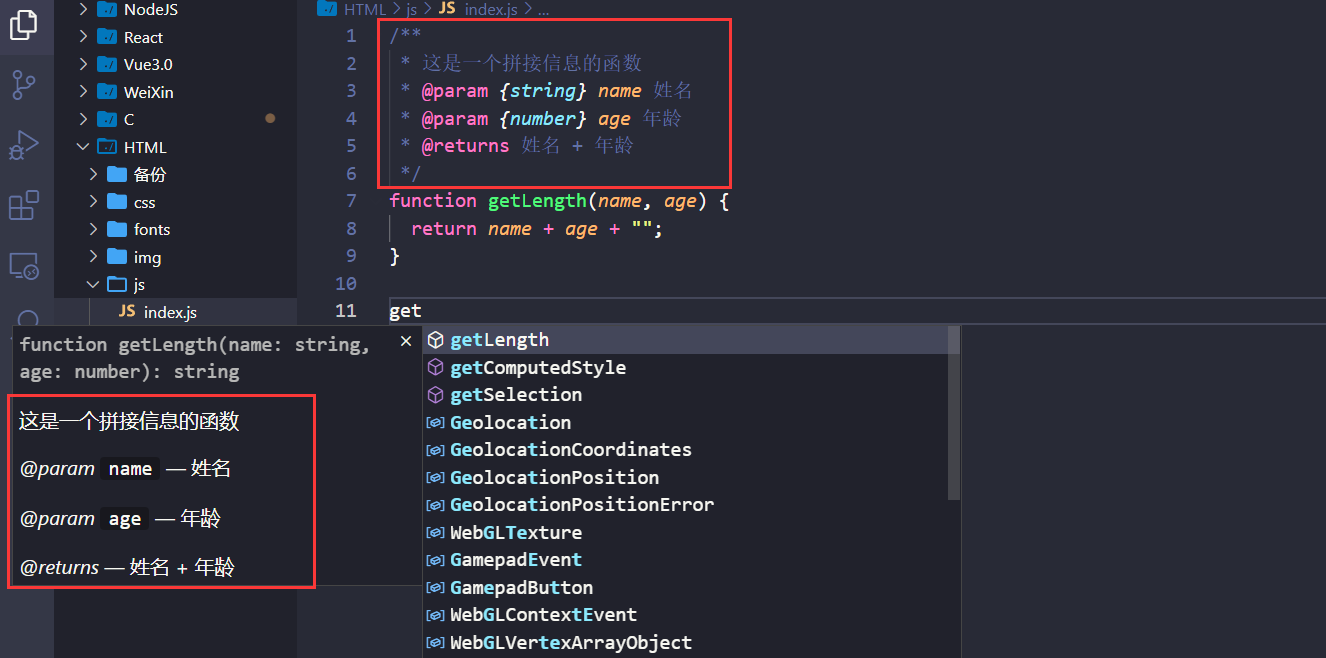 NodeJS
React
Vue3.0
WeiXin
C
HTML
备份
css
fonts
img
js
JS index.js
HTML > js > JS index.js > ...
1 /**
2 * 这是一个拼接信息的函数
3 * @param {string} name 姓名
4 * @param {number} age 年龄
5 * @returns 姓名 + 年龄
6 */
7 function getLength(name, age) {
8 return name + age + "";
9 }
10
11 get
function getLength(name: string,
age: number): string
这是一个拼接信息的函数
@param name — 姓名
@param age — 年龄
@returns — 姓名 + 年龄
getLength
getComputedStyle
getSelection
Geolocation
GeolocationCoordinates
GeolocationPosition
GeolocationPositionError
WebGLTexture
GamepadEvent
GamepadButton
WebGLContextEvent
WebGLVertexArrayObject